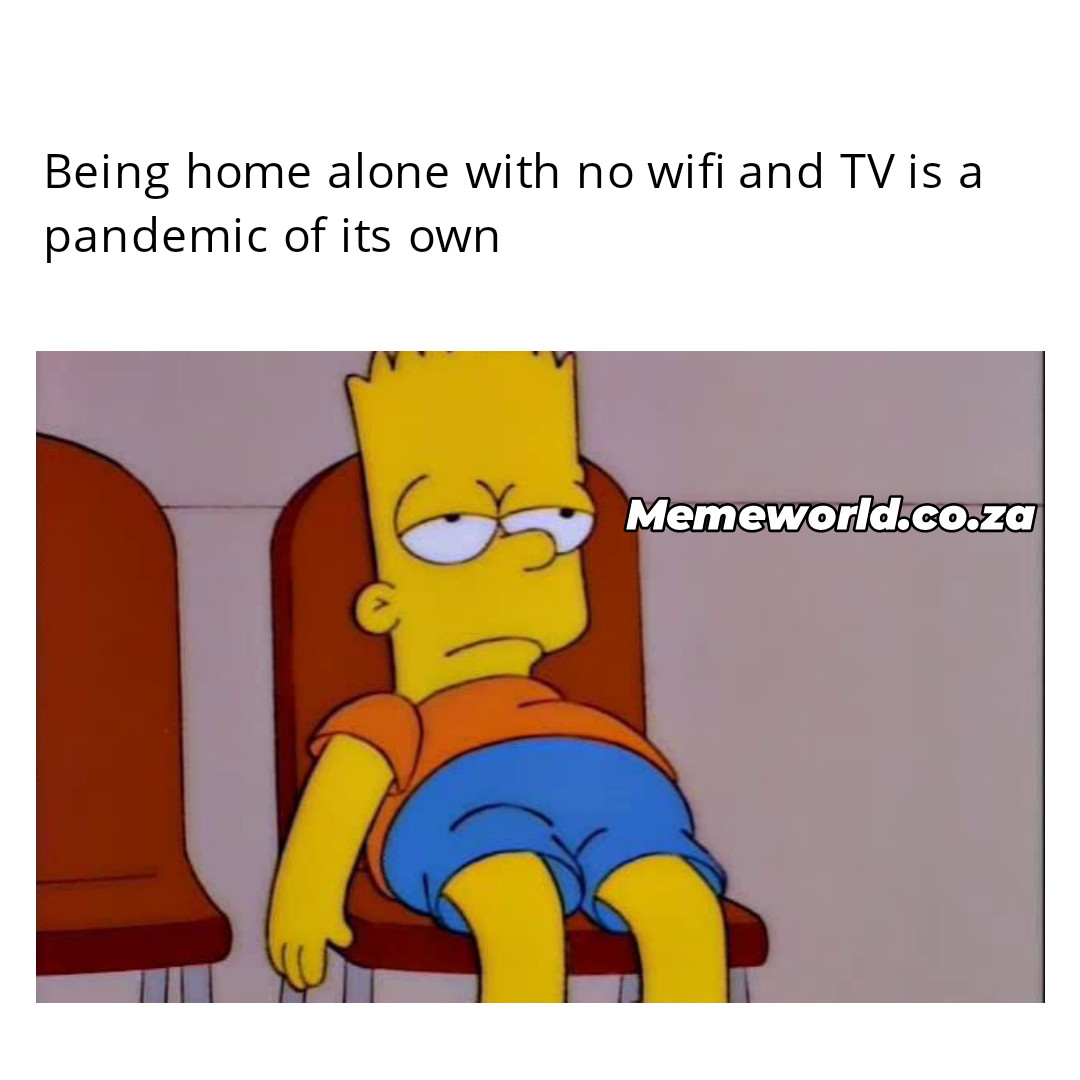 Being home alone with no wifi and TV is a
pandemic of its own
Memeworld.co.za